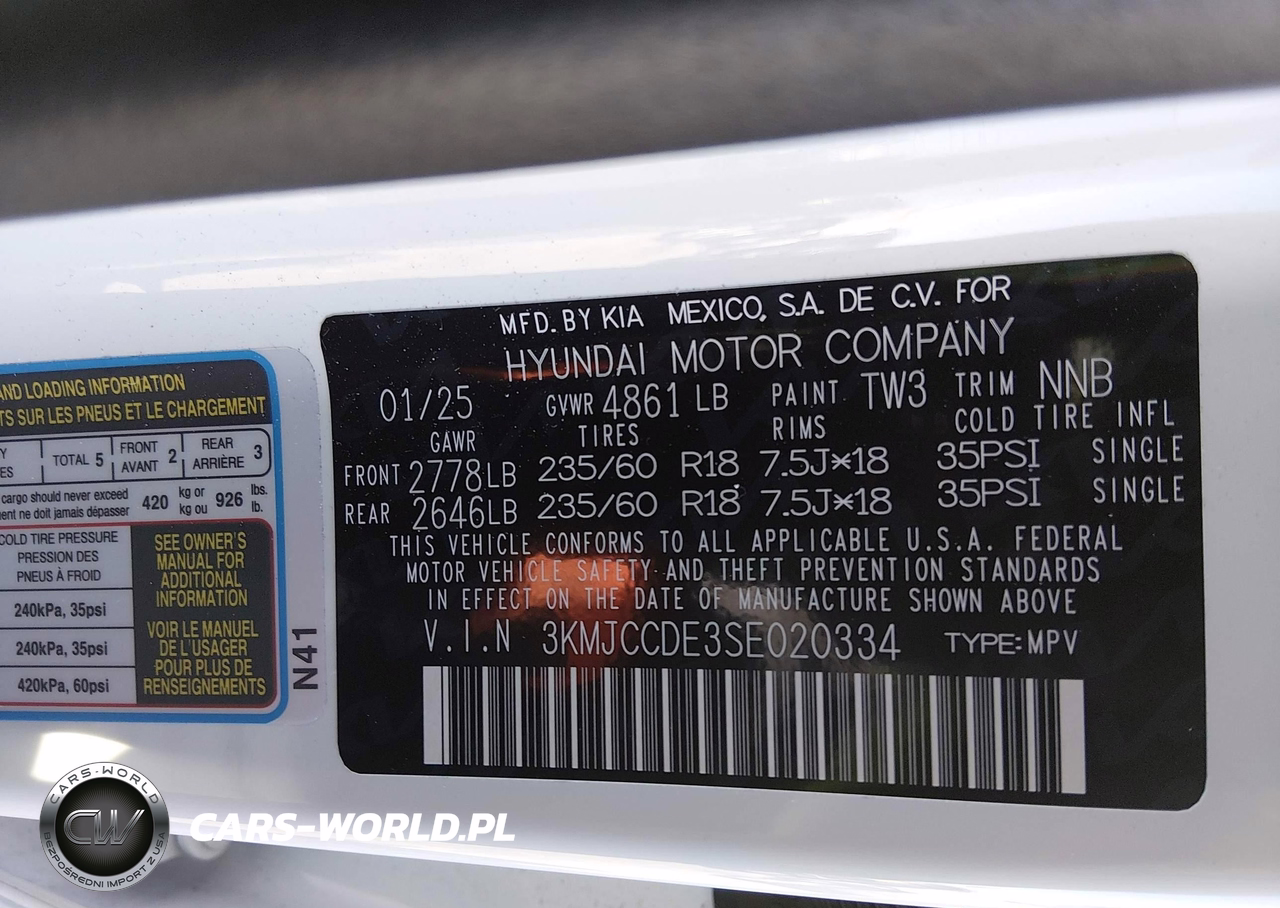 AND LOADING INFORMATION
TS SUR LES PNEUS ET LE CHARGEMENT
TOTAL 5
FRONT AVANT 2
REAR ARRIÈRE 3
cargo should never exceed
ent ne doit jamais dépasser
420 kg or kg ou 926 lbs. lb.
COLD TIRE PRESSURE
PRESSION DES
PNEUS À FROID
240kPa, 35psi
240kPa, 35psi
420kPa, 60psi
SEE OWNER'S
MANUAL FOR
ADDITIONAL
INFORMATION
VOIR LE MANUEL
DE L'USAGER
POUR PLUS DE
RENSEIGNEMENTS
N41
MFD. BY KIA MEXICO, S.A. DE C.V. FOR
HYUNDAI MOTOR COMPANY
01/25 GVWR 4861 LB PAINT TW3 TRIM NNB
GAWR TIRES RIMS COLD TIRE INFL
FRONT 2778LB 235/60 R18 7.5J×18 35PSI SINGLE
REAR 2646LB 235/60 R18 7.5J×18 35PSI SINGLE
THIS VEHICLE CONFORMS TO ALL APPLICABLE U.S.A. FEDERAL
MOTOR VEHICLE SAFETY AND THEFT PREVENTION STANDARDS
IN EFFECT ON THE DATE OF MANUFACTURE SHOWN ABOVE
V.I.N 3KMJCCDE3SE020334 TYPE: MPV
CARS-WORLD
CW
BEZPOŚREDNI IMPORT Z USA
CARS-WORLD.PL